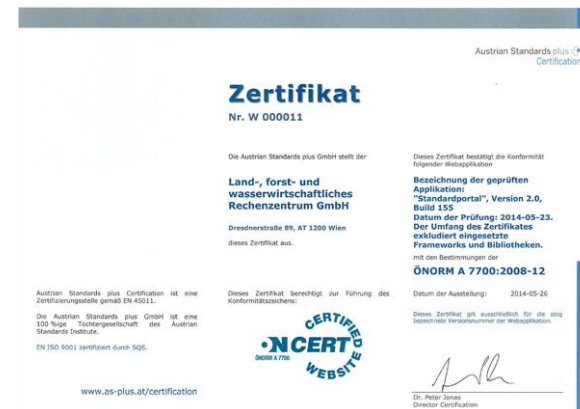 Austrian Standards plus
Certification
Zertifikat
Nr. W 000011
Die Austrian Standards plus GmbH stellt der
Land-, forst- und
wasserwirtschaftliches
Rechenzentrum GmbH
Dresdnerstraße 89, AT 1200 Wien
dieses Zertifikat aus.
Dieses Zertifikat bestätigt die Konformität
folgender Webapplikation
Bezeichnung der geprüften
Applikation:
"Standardportal", Version 2.0,
Build 155
Datum der Prüfung: 2014-05-23.
Der Umfang des Zertifikates
exkludiert eingesetzte
Frameworks und Bibliotheken.
mit den Bestimmungen der
ÖNORM A 7700:2008-12
Austrian Standards plus Certification ist eine
Zertifizierungsstelle gemäß EN 45011.
Die Austrian Standards plus GmbH ist eine
100 %ige Tochtergesellschaft des Austrian
Standards Institute.
EN ISO 9001 zertifiziert durch SQS.
www.as-plus.at/certification
Dieses Zertifikat berechtigt zur Führung des
Konformitätszeichens:
CERTIFIED
ON CERT
ÖNORM A 7700
WEBSITE
Datum der Ausstellung: 2014-05-26
Dieses Zertifikat gilt ausschließlich für die obig
bezeichnete Versionsnummer der Webapplikation.
Dr. Peter Jonas
Director Certification